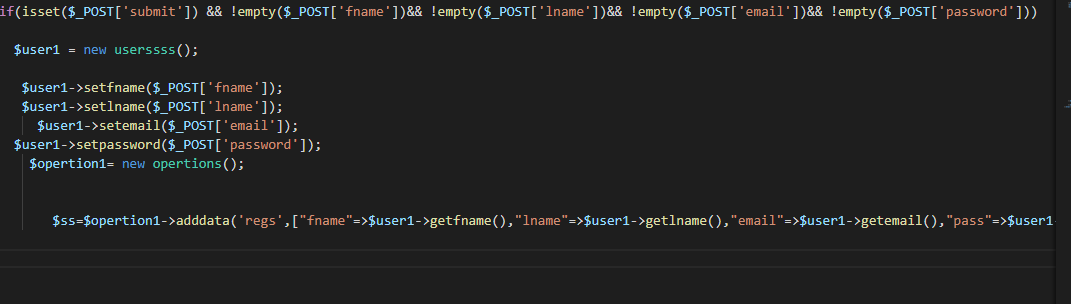 if(isset($_POST['submit']) && !empty($_POST['fname'])&& !empty($_POST['lname'])&& !empty($_POST['email'])&& !empty($_POST['password']))
$user1 = new userssss();
$user1->setfname($_POST['fname']);
$user1->setlname($_POST['lname']);
$user1->setemail($_POST['email']);
$user1->setpassword($_POST['password']);
$opertion1= new opertions();
$ss=$opertion1->adddata('regs',["fname"=>$user1->getfname(),"lname"=>$user1->getlname(),"email"=>$user1->getemail(),"pass"=>$user1-